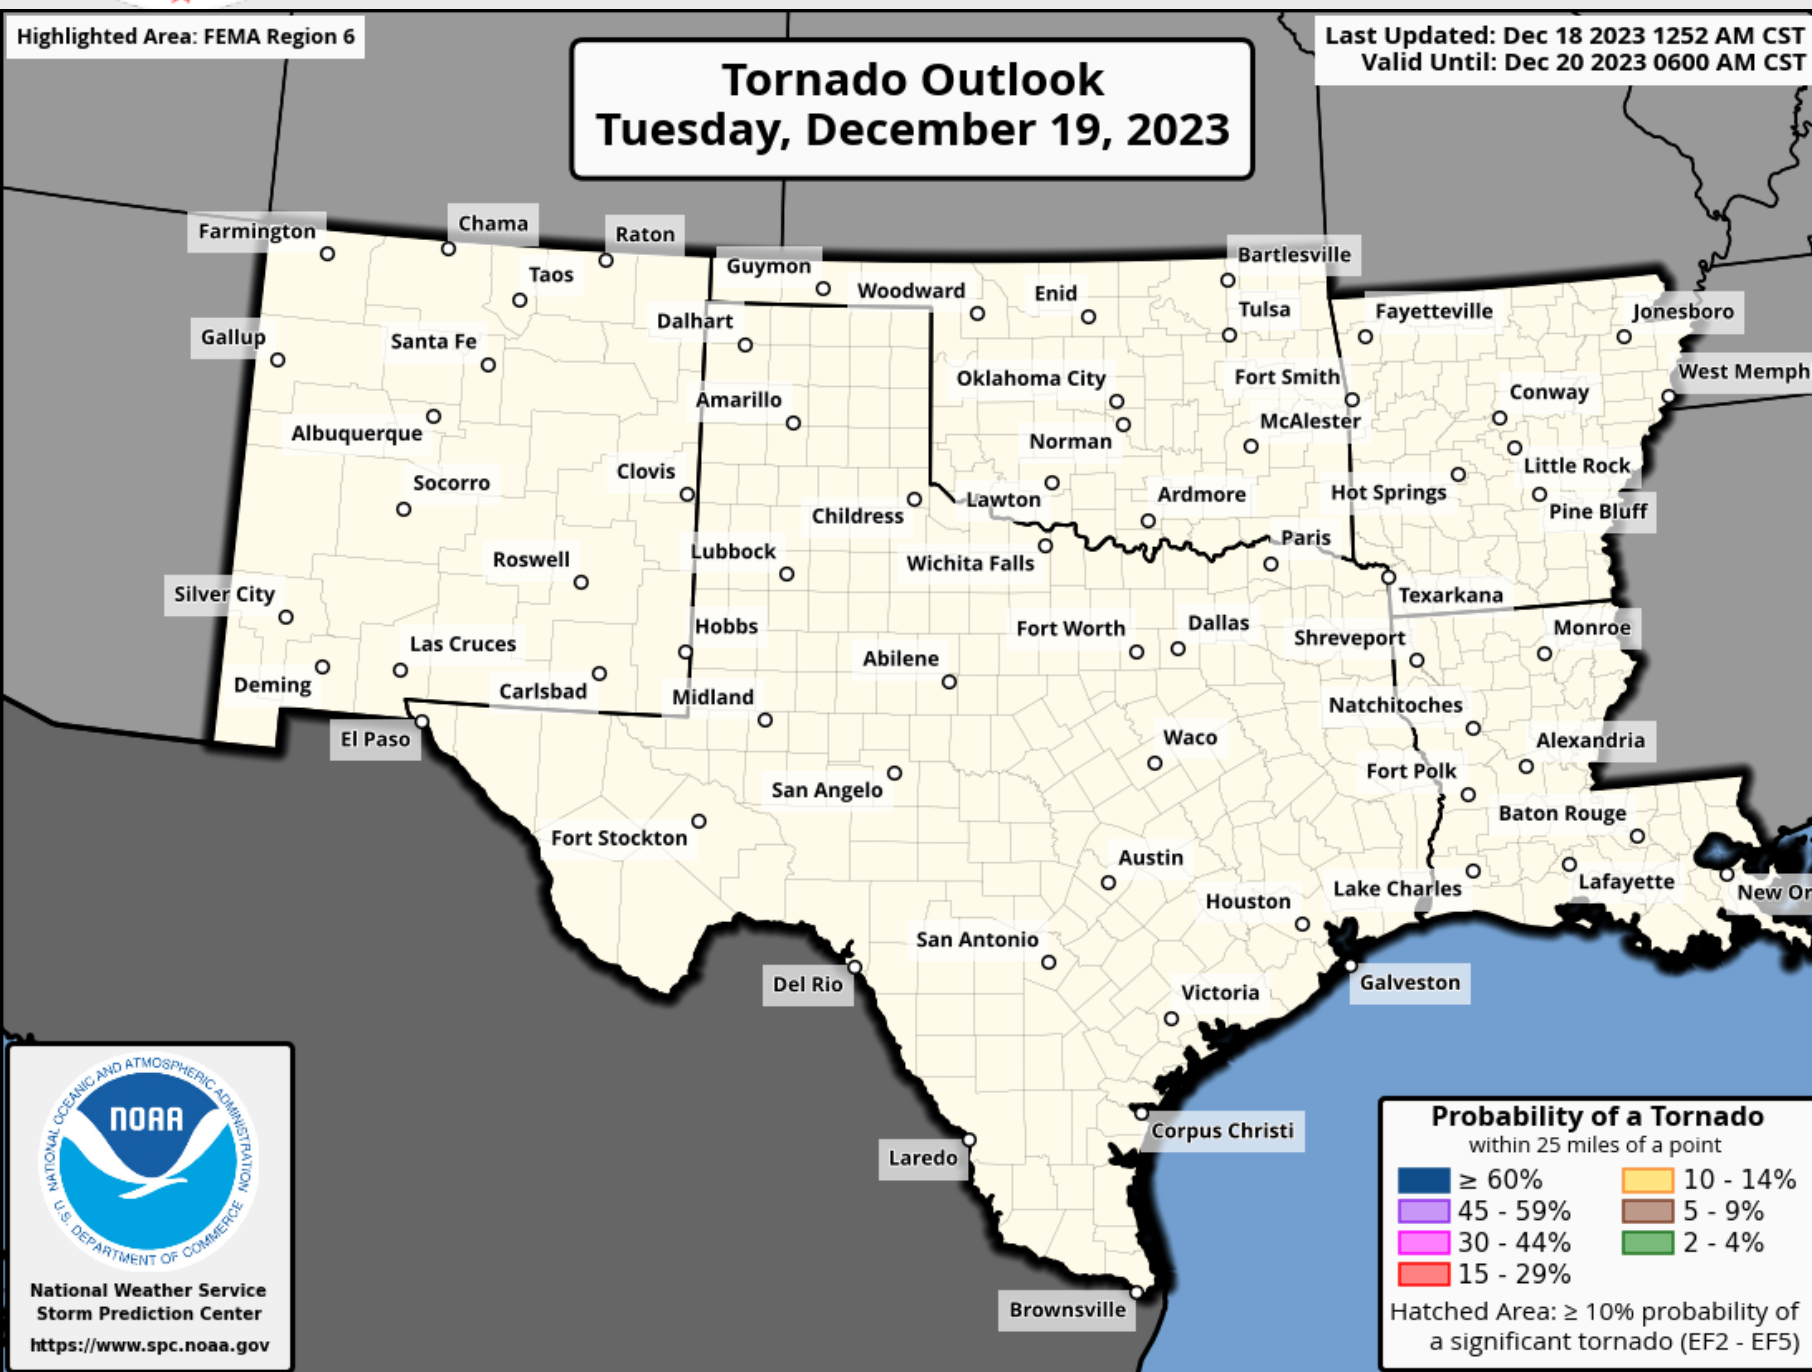 Highlighted Area: FEMA Region 6
Tornado Outlook
Tuesday, December 19, 2023
Last Updated: Dec 18 2023 1252 AM CST
Valid Until: Dec 20 2023 0600 AM CST
Farmington
Chama
Raton
Taos
Guymon
Woodward
Enid
Bartlesville
Tulsa
Fayetteville
Jonesboro
Gallup
Santa Fe
Dalhart
Oklahoma City
Fort Smith
West Memph
Conway
Amarillo
Albuquerque
Norman
McAlester
Little Rock
Clovis
Socorro
Lawton
Ardmore
Hot Springs
Pine Bluff
Childress
Paris
Roswell
Lubbock
Wichita Falls
Silver City
Texarkana
Hobbs
Fort Worth
Dallas
Shreveport
Monroe
Las Cruces
Abilene
Deming
Carlsbad
Midland
Natchitoches
El Paso
Waco
Alexandria
San Angelo
Fort Polk
Fort Stockton
Baton Rouge
Austin
Lake Charles
Lafayette
New Or
Houston
San Antonio
Del Rio
Victoria
Galveston
Corpus Christi
Laredo
Brownsville
NATIONAL OCEANIC AND ATMOSPHERIC ADMINISTRATION
NOAA
U.S. DEPARTMENT OF COMMERCE
National Weather Service
Storm Prediction Center
https://www.spc.noaa.gov
Probability of a Tornado
within 25 miles of a point
≥ 60%
10 - 14%
45 - 59%
5 - 9%
30 - 44%
2 - 4%
15 - 29%
Hatched Area: ≥ 10% probability of
a significant tornado (EF2 - EF5)